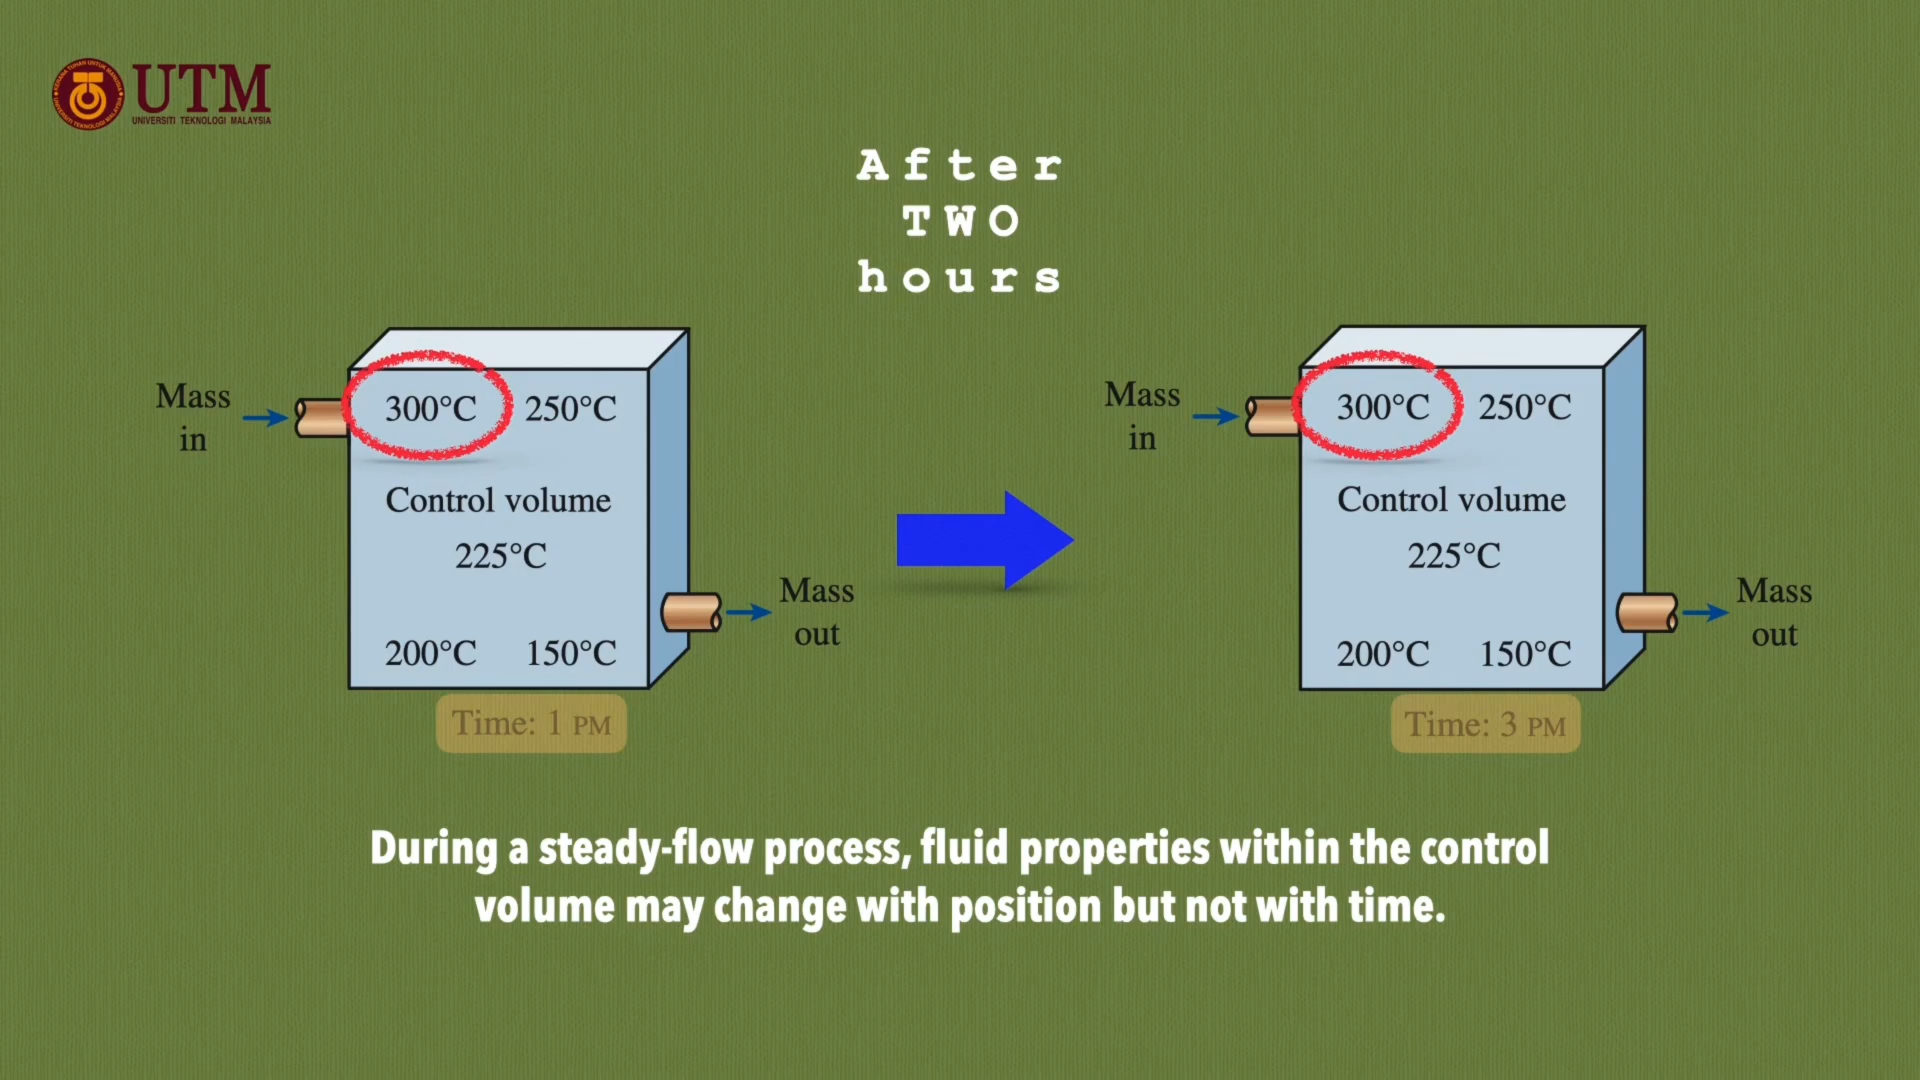 UTM
UNIVERSITI TEKNOLOGI MALAYSIA
After
TWO
hours
Mass
in
300°C 250°C
Control volume
225°C
200°C 150°C
Mass
out
Time: 1 PM
Mass
in
300°C 250°C
Control volume
225°C
200°C 150°C
Mass
out
Time: 3 PM
During a steady-flow process, fluid properties within the control
volume may change with position but not with time.